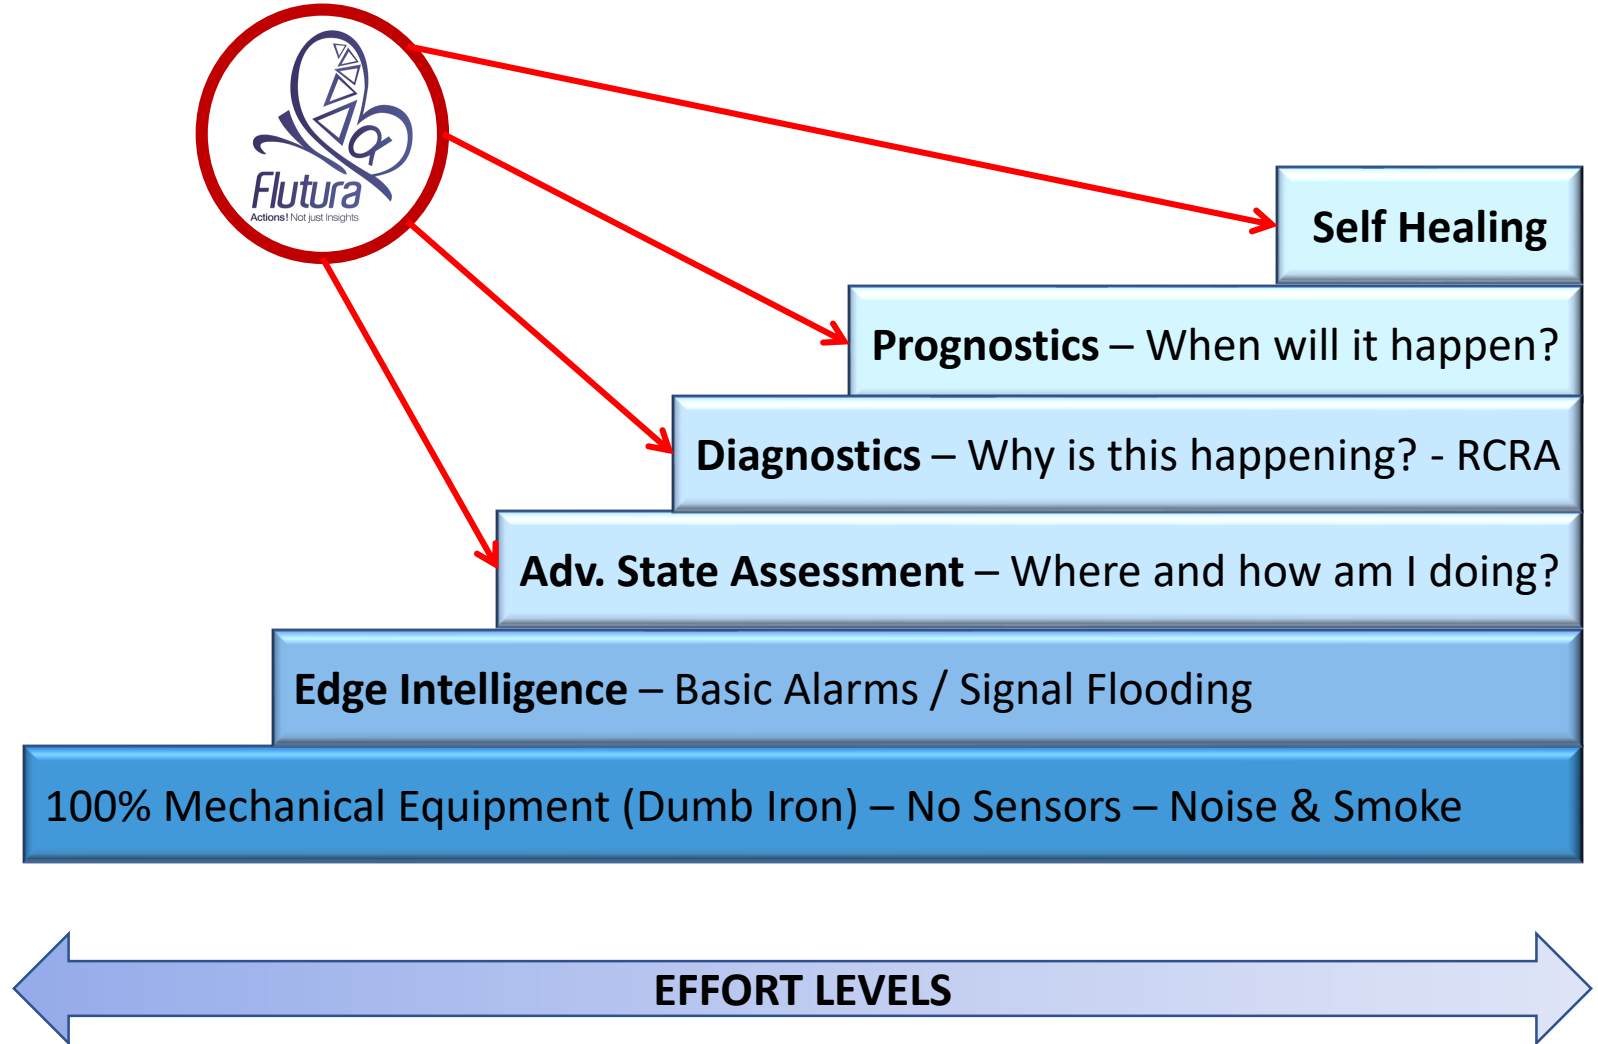 Flutura
Actions! Not just Insights
Self Healing
Prognostics – When will it happen?
Diagnostics – Why is this happening? - RCRA
Adv. State Assessment – Where and how am I doing?
Edge Intelligence – Basic Alarms / Signal Flooding
100% Mechanical Equipment (Dumb Iron) – No Sensors – Noise & Smoke
EFFORT LEVELS